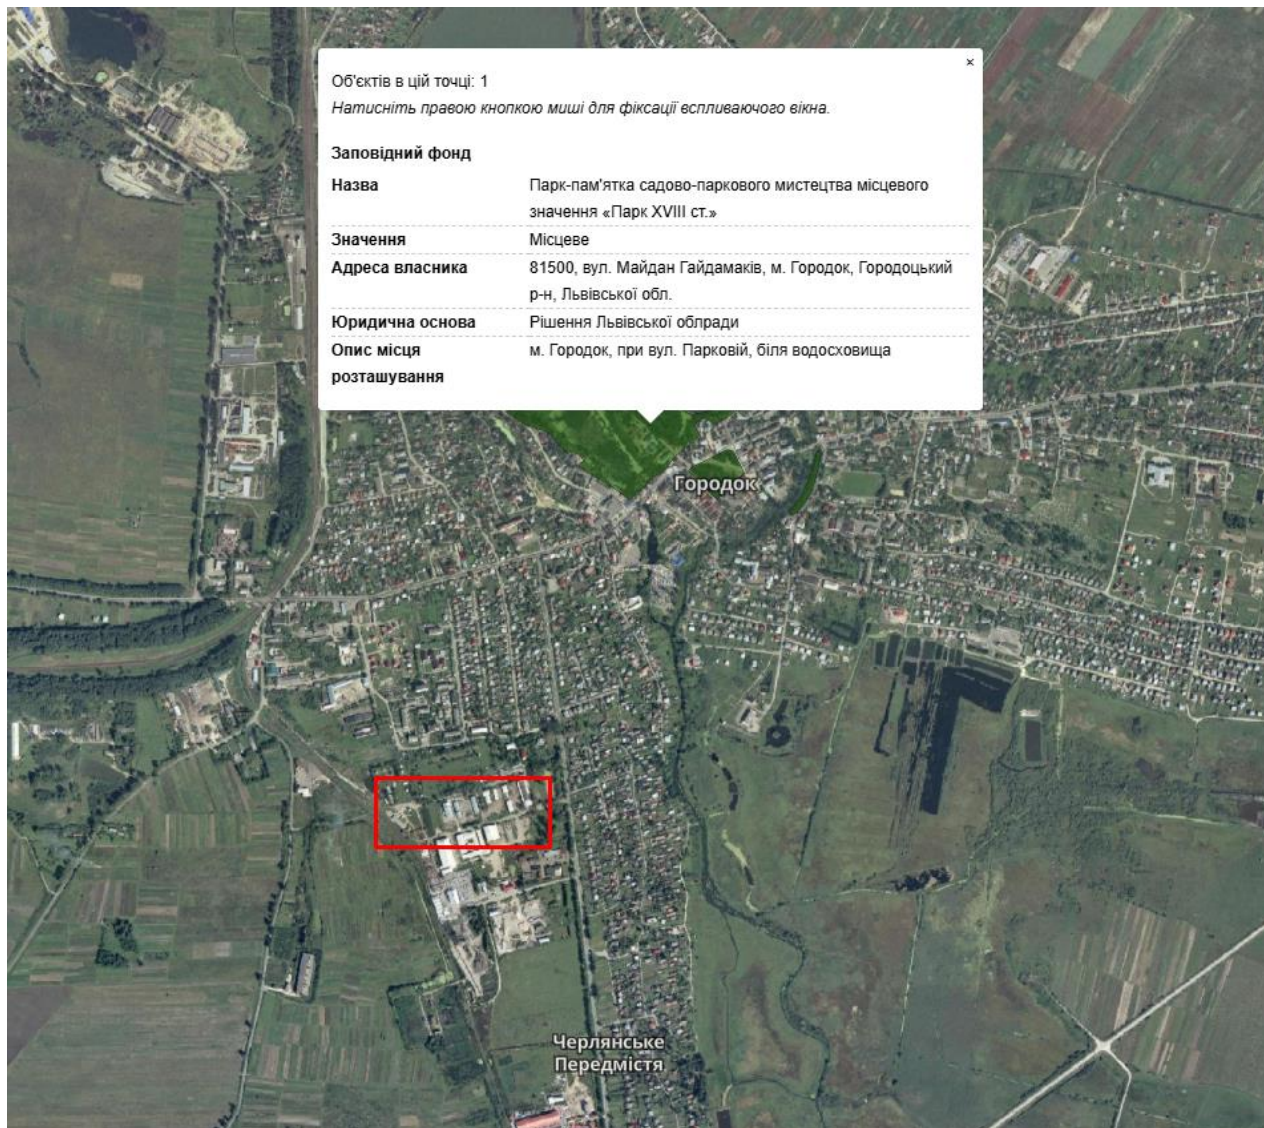 ×
Об'єктів в цій точці: 1
Натисніть правою кнопкою миші для фіксації вспливаючого вікна.
Заповідний фонд
Назва Парк-пам'ятка садово-паркового мистецтва місцевого
значення «Парк XVIII ст.»
Значення Місцеве
Адреса власника 81500, вул. Майдан Гайдамаків, м. Городок, Городоцький
р-н, Львівської обл.
Юридична основа Рішення Львівської облради
Опис місця м. Городок, при вул. Парковій, біля водосховища
розташування
Городок
Черлянське
Передмістя